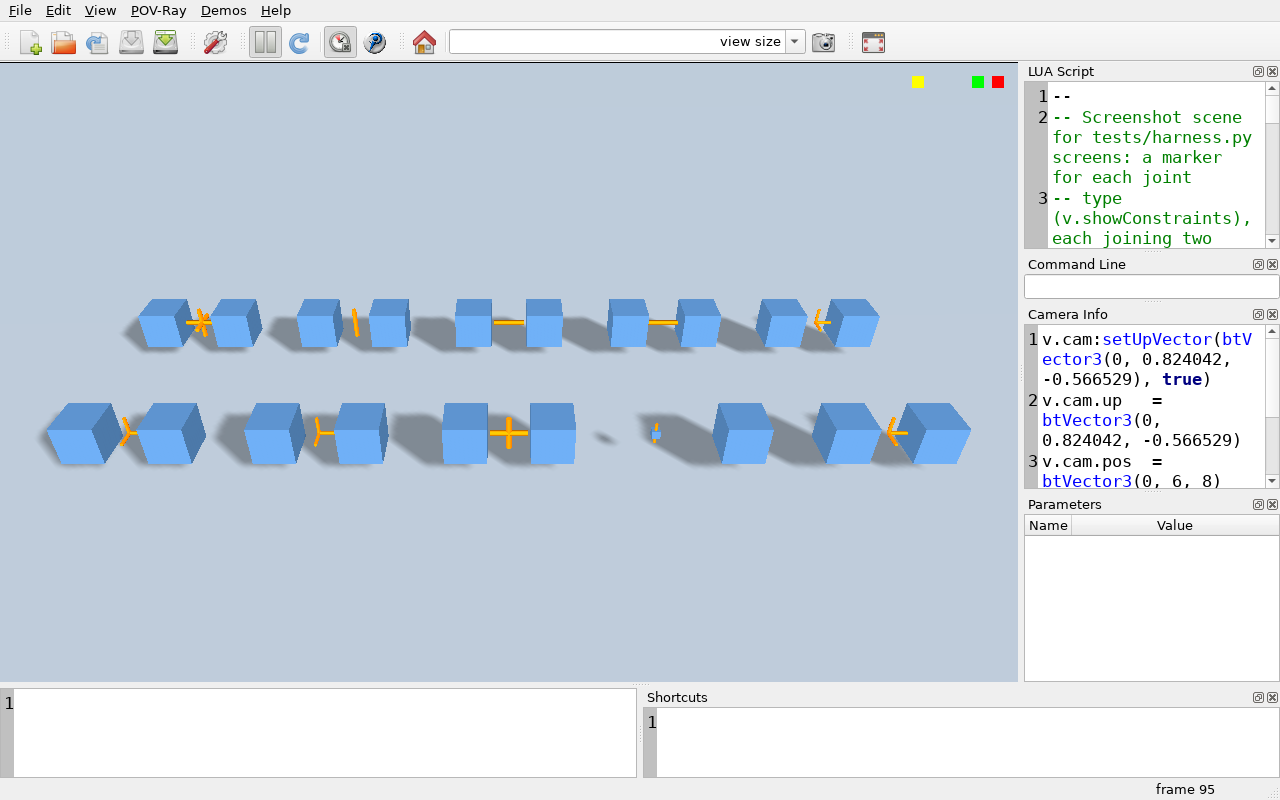 File Edit View POV-Ray Demos Help
view size
LUA Script
1 --
2 -- Screenshot scene
for tests/harness.py
screens: a marker
for each joint
3 -- type
(v.showConstraints),
each joining two
Command Line
Camera Info
1 v.cam:setUpVector(btV
ector3(0, 0.824042,
-0.566529), true)
2 v.cam.up   =
btVector3(0,
0.824042, -0.566529)
3 v.cam.pos  =
btVector3(0, 6, 8)
Parameters
Name Value
1
Shortcuts
1
frame 95